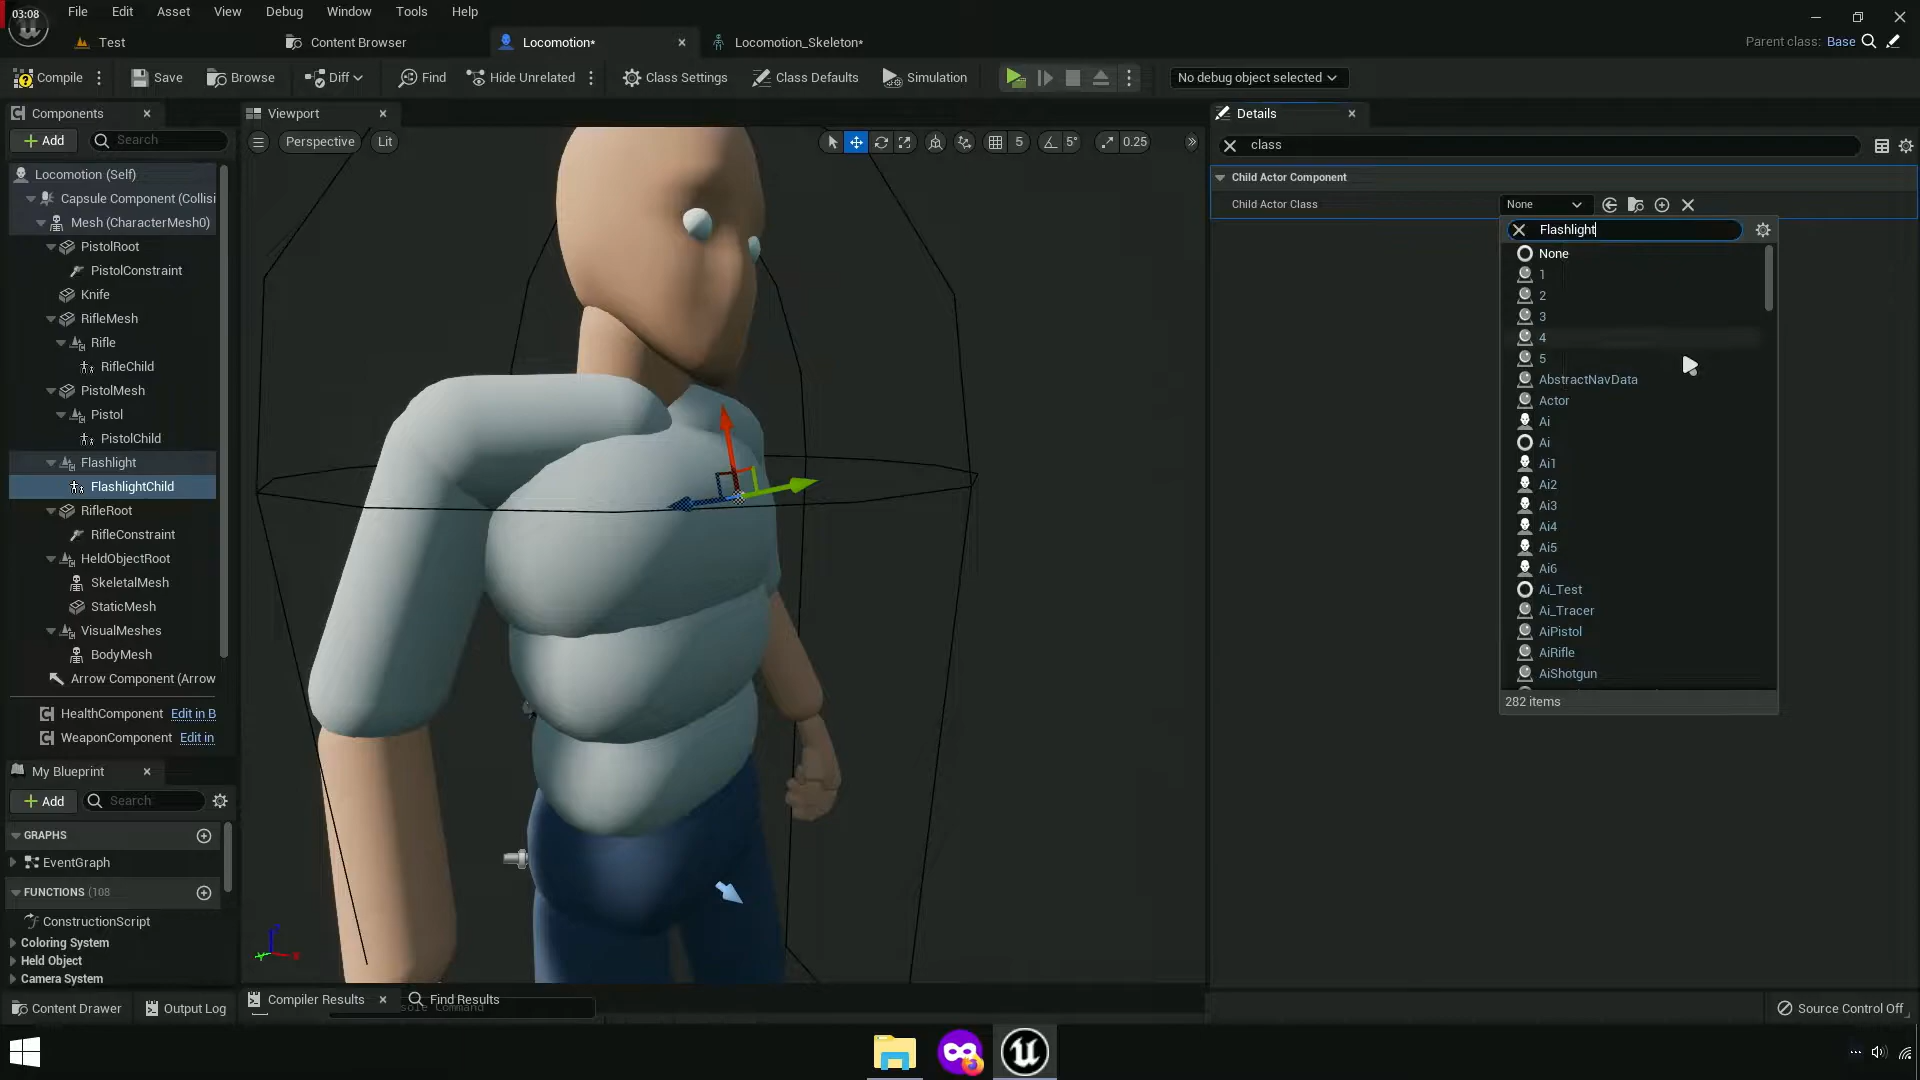 03:08
File Edit Asset View Debug Window Tools Help
Test
Content Browser
Locomotion*
Locomotion_Skeleton*
Parent class: Base
Compile
Save
Browse
Diff
Find
Hide Unrelated
Class Settings
Class Defaults
Simulation
No debug object selected
Components
Add
Search
Locomotion (Self)
Capsule Component (Collisi
Mesh (CharacterMesh0)
PistolRoot
PistolConstraint
Knife
RifleMesh
Rifle
RifleChild
PistolMesh
Pistol
PistolChild
Flashlight
FlashlightChild
RifleRoot
RifleConstraint
HeldObjectRoot
SkeletalMesh
StaticMesh
VisualMeshes
BodyMesh
Arrow Component (Arrow
HealthComponent Edit in B
WeaponComponent Edit in
My Blueprint
Add
Search
GRAPHS
EventGraph
FUNCTIONS (108
ConstructionScript
Coloring System
Held Object
Camera System
Viewport
Perspective
Lit
5
5°
0.25
Details
class
Child Actor Component
Child Actor Class
None
Flashlight
None
1
2
3
4
5
AbstractNavData
Actor
Ai
Ai
Ai1
Ai2
Ai3
Ai4
Ai5
Ai6
Ai_Test
Ai_Tracer
AiPistol
AiRifle
AiShotgun
282 items
Compiler Results
Find Results
Content Drawer
Output Log
sole Command
Source Control Off